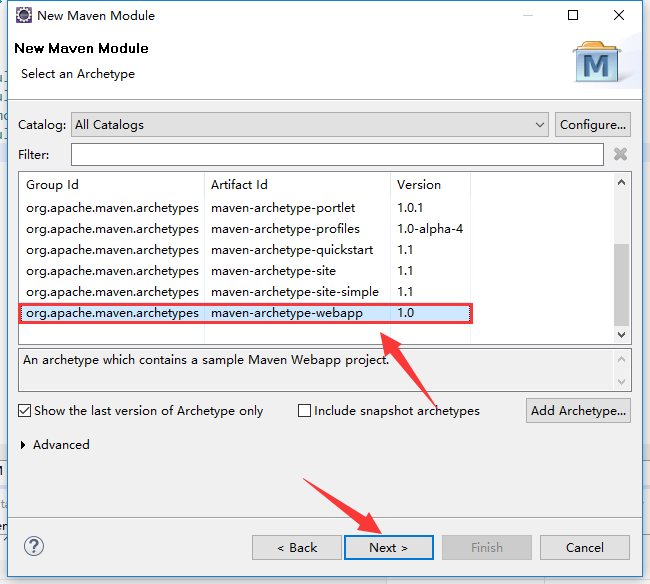 New Maven Module
New Maven Module
Select an Archetype
M
Catalog: All Catalogs Configure...
Filter:
Group Id Artifact Id Version
org.apache.maven.archetypes maven-archetype-portlet 1.0.1
org.apache.maven.archetypes maven-archetype-profiles 1.0-alpha-4
org.apache.maven.archetypes maven-archetype-quickstart 1.1
org.apache.maven.archetypes maven-archetype-site 1.1
org.apache.maven.archetypes maven-archetype-site-simple 1.1
org.apache.maven.archetypes maven-archetype-webapp 1.0
An archetype which contains a sample Maven Webapp project.
Show the last version of Archetype only Include snapshot archetypes Add Archetype...
Advanced
? < Back Next > Finish Cancel